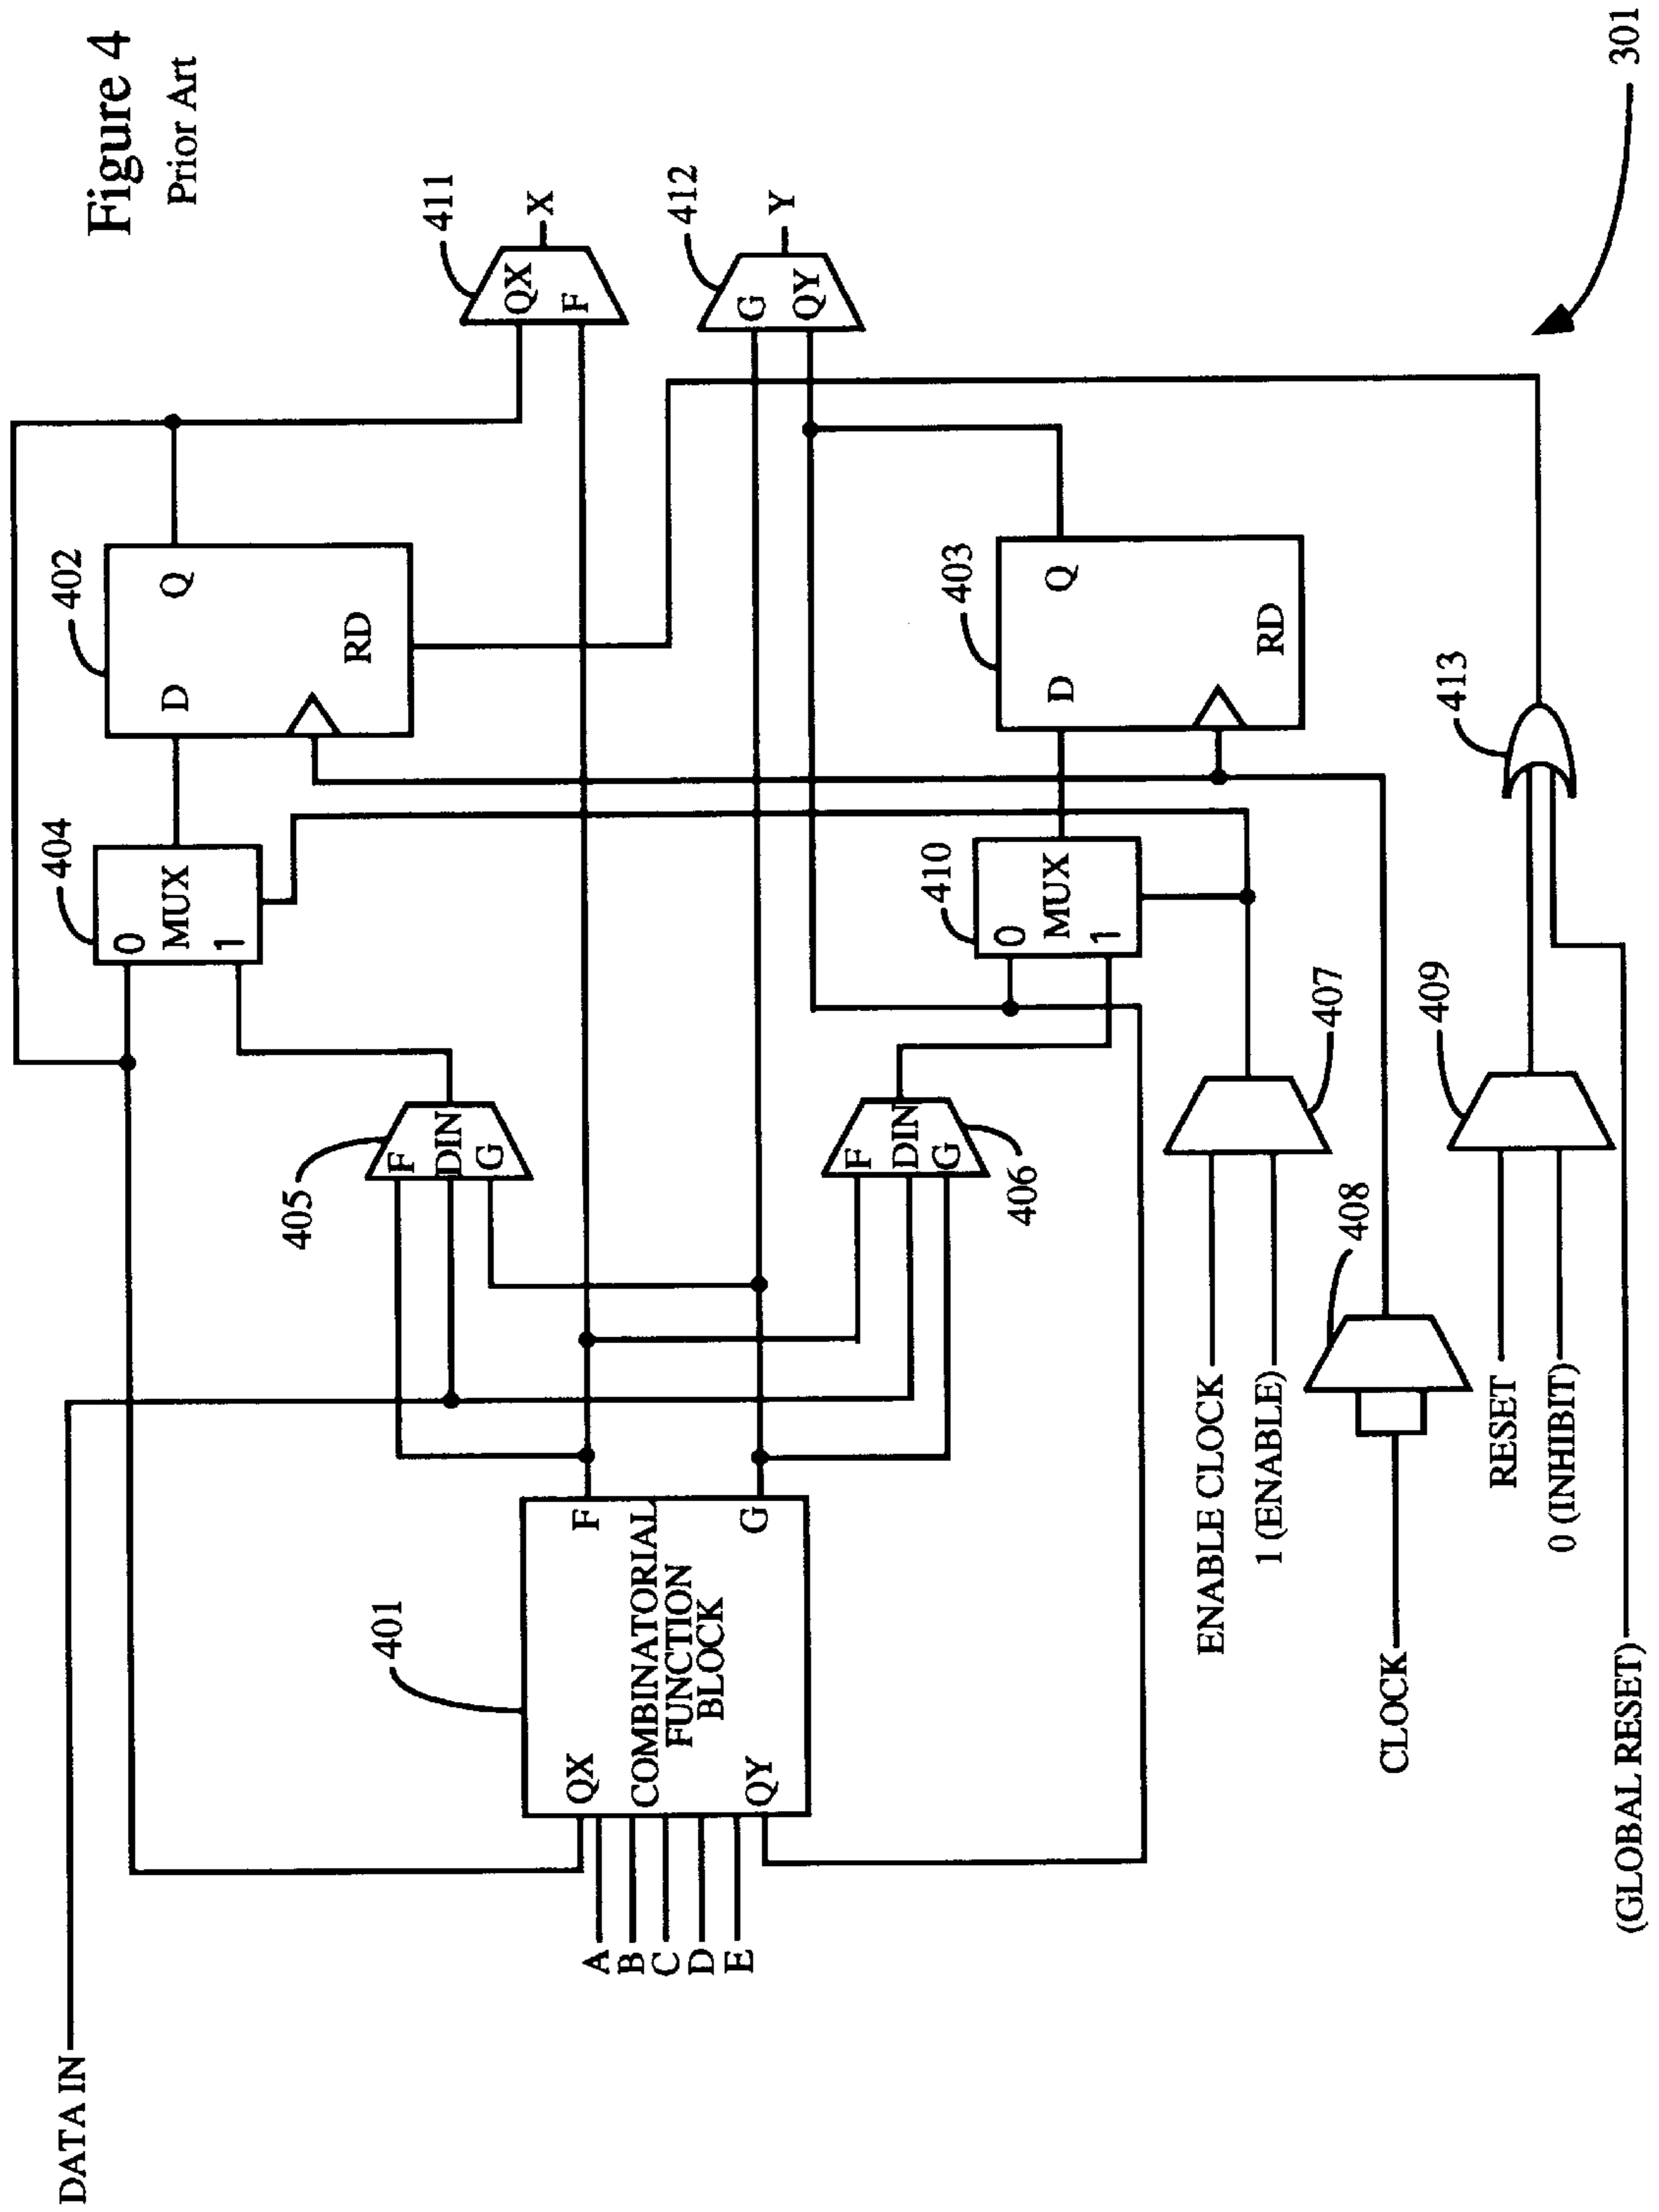 Figure 4
Prior Art
DATA IN
401
QX
A
B
C
D
E
QY
COMBINATORIAL
FUNCTION
BLOCK
F
G
405
F
DIN
G
406
F
DIN
G
404
0
MUX
1
410
0
MUX
1
402
D
Q
RD
403
D
Q
RD
411
QX
F
X
412
G
QY
Y
ENABLE CLOCK
1 (ENABLE)
407
CLOCK
408
RESET
0 (INHIBIT)
409
(GLOBAL RESET)
413
301